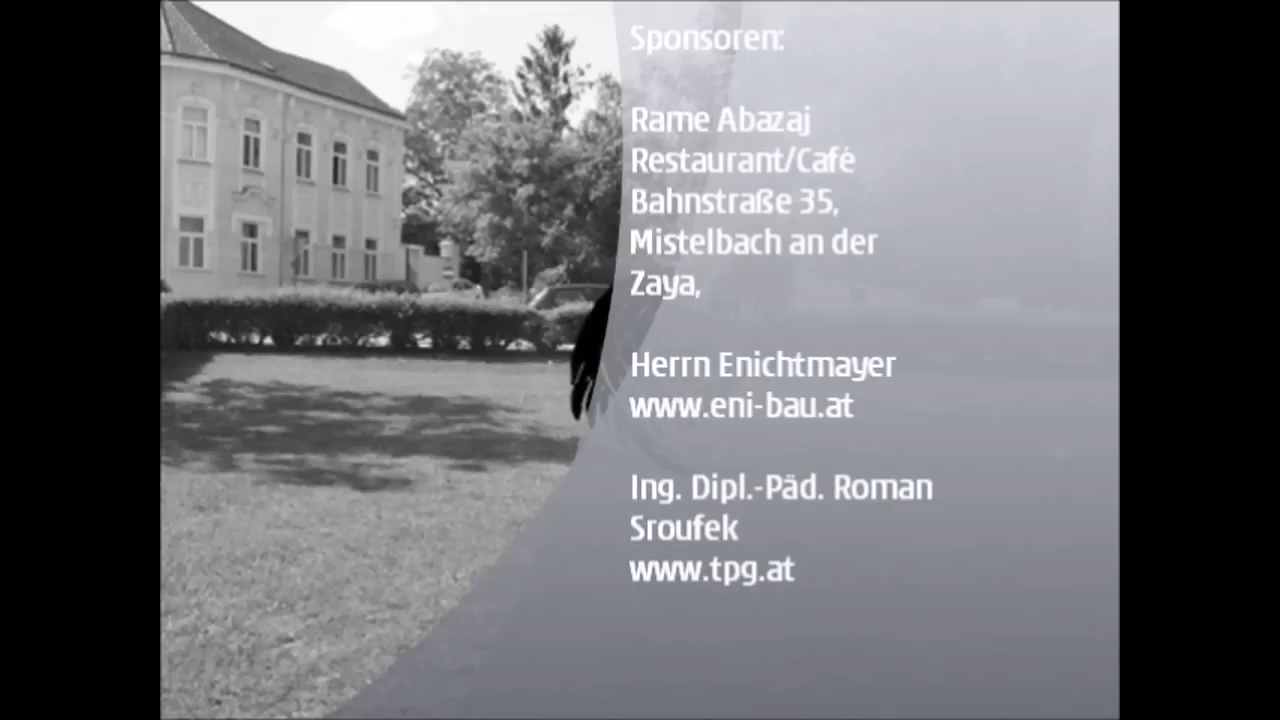 Sponsoren:
Rame Abazaj
Restaurant/Café
Bahnstraße 35,
Mistelbach an der
Zaya,
Herrn Enichtmayer
www.eni-bau.at
Ing. Dipl.-Päd. Roman
Sroufek
www.tpg.at